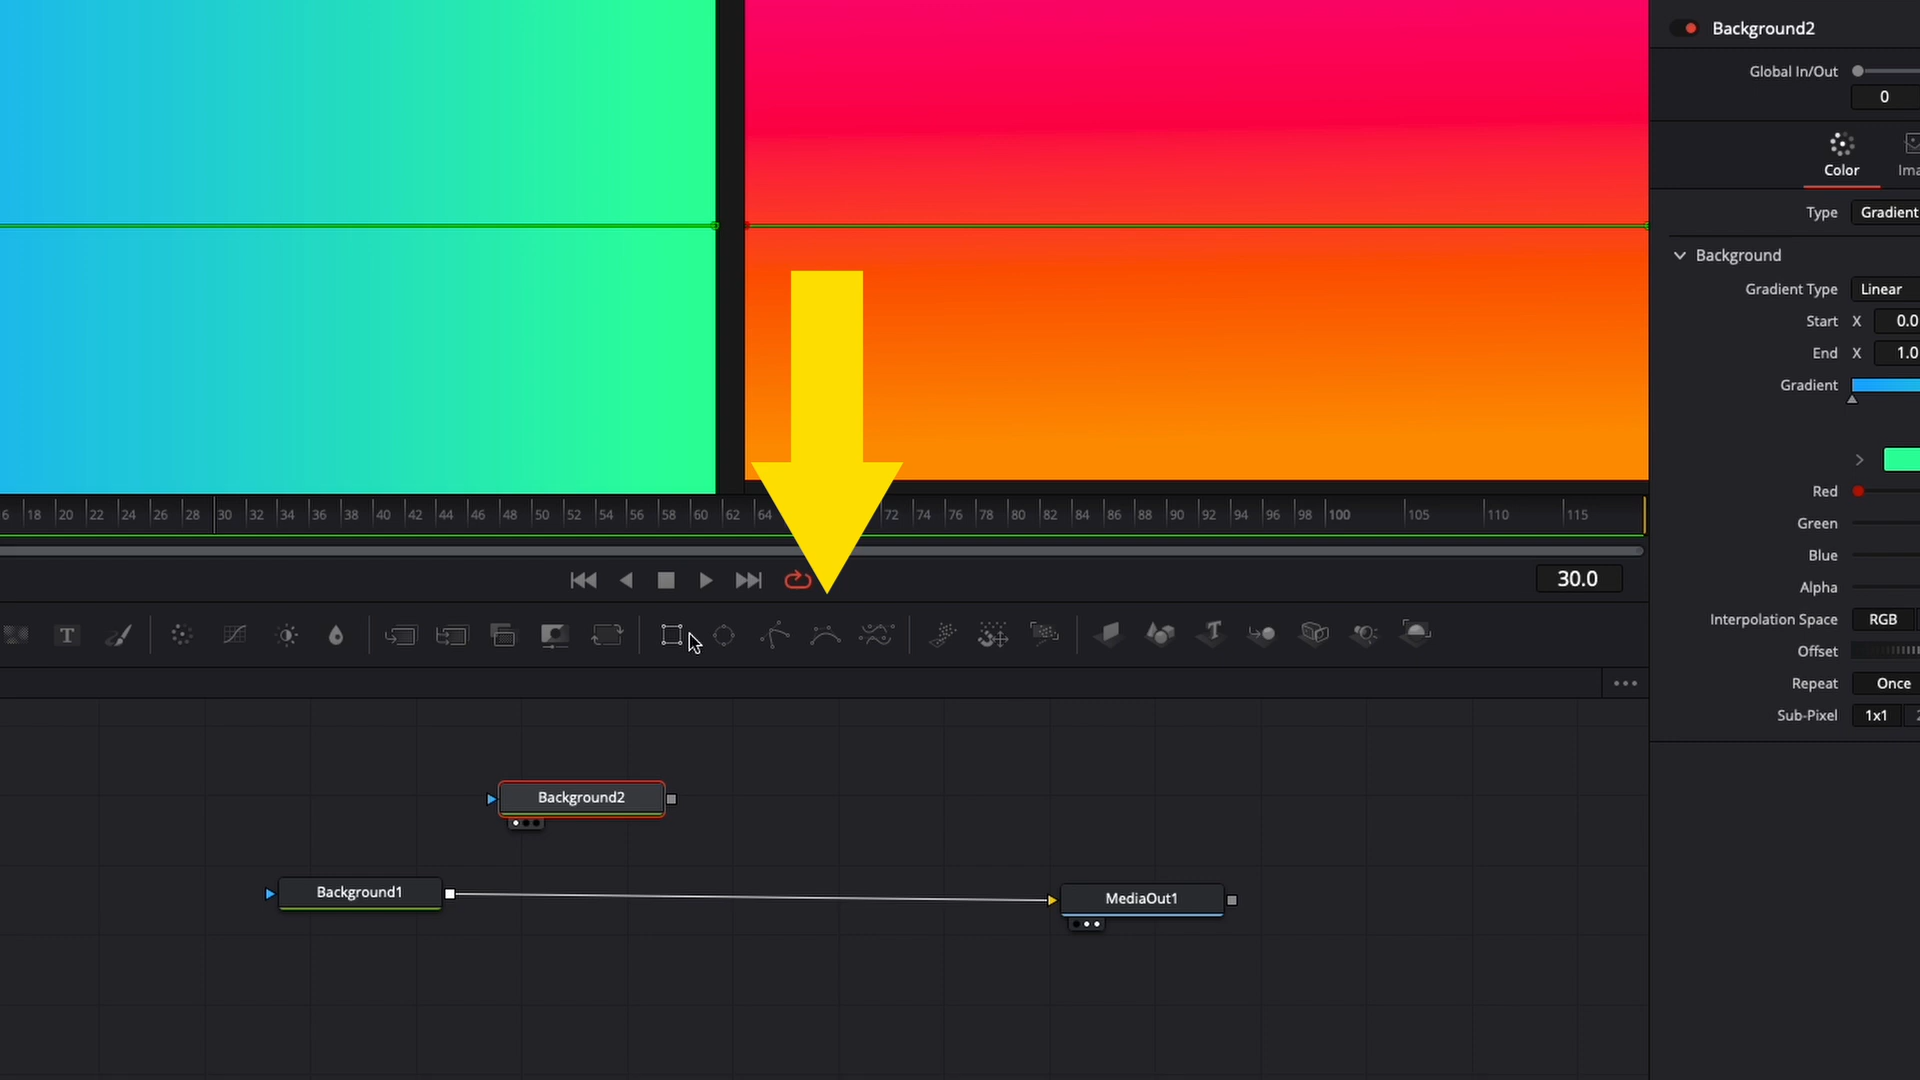 Background2
Global In/Out
0
Color
Ima
Type Gradient
Background
Gradient Type Linear
Start X 0.0
End X 1.0
Gradient
6 18 20 22 24 26 28 30 32 34 36 38 40 42 44 46 48 50 52 54 56 58 60 62 64 72 74 76 78 80 82 84 86 88 90 92 94 96 98 100 105 110 115
Red
Green
Blue
Alpha
30.0
Interpolation Space RGB
Offset
Repeat Once
Sub-Pixel 1x1
T
T
Background2
Background1
MediaOut1